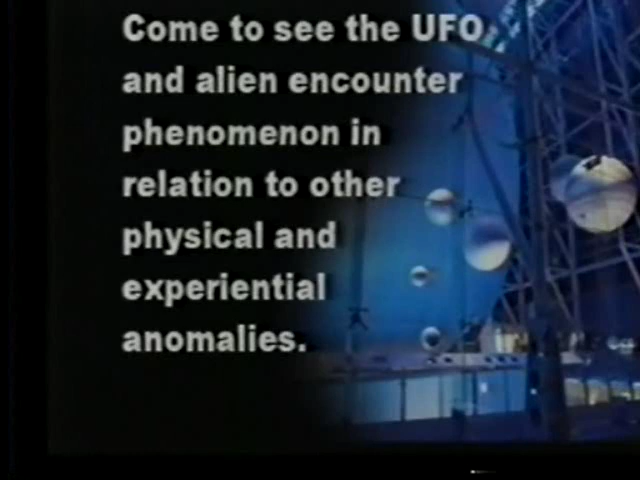 Come to see the UFO
and alien encounter
phenomenon in
relation to other
physical and
experiential
anomalies.